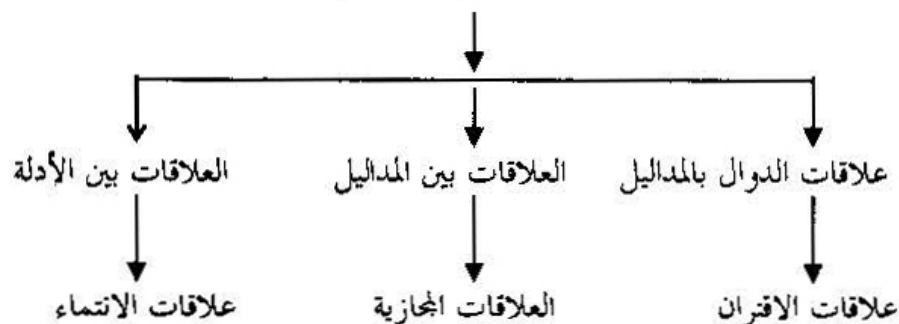 علاقات الدوال بالمداليل
العلاقات بين المداليل
العلاقات بين الأدلة
علاقات الاقتران
العلاقات المجازية
علاقات الانتماء